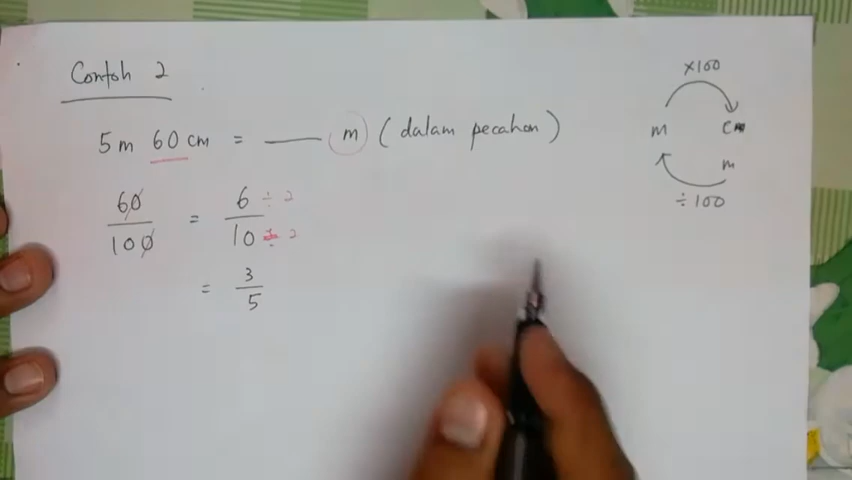 Contoh 2
5 m 60 cm = ___ m (dalam pecahan)
60/100 = 6 ÷ 2/10 ÷ 2
= 3/5
×100
m cm
m
÷100